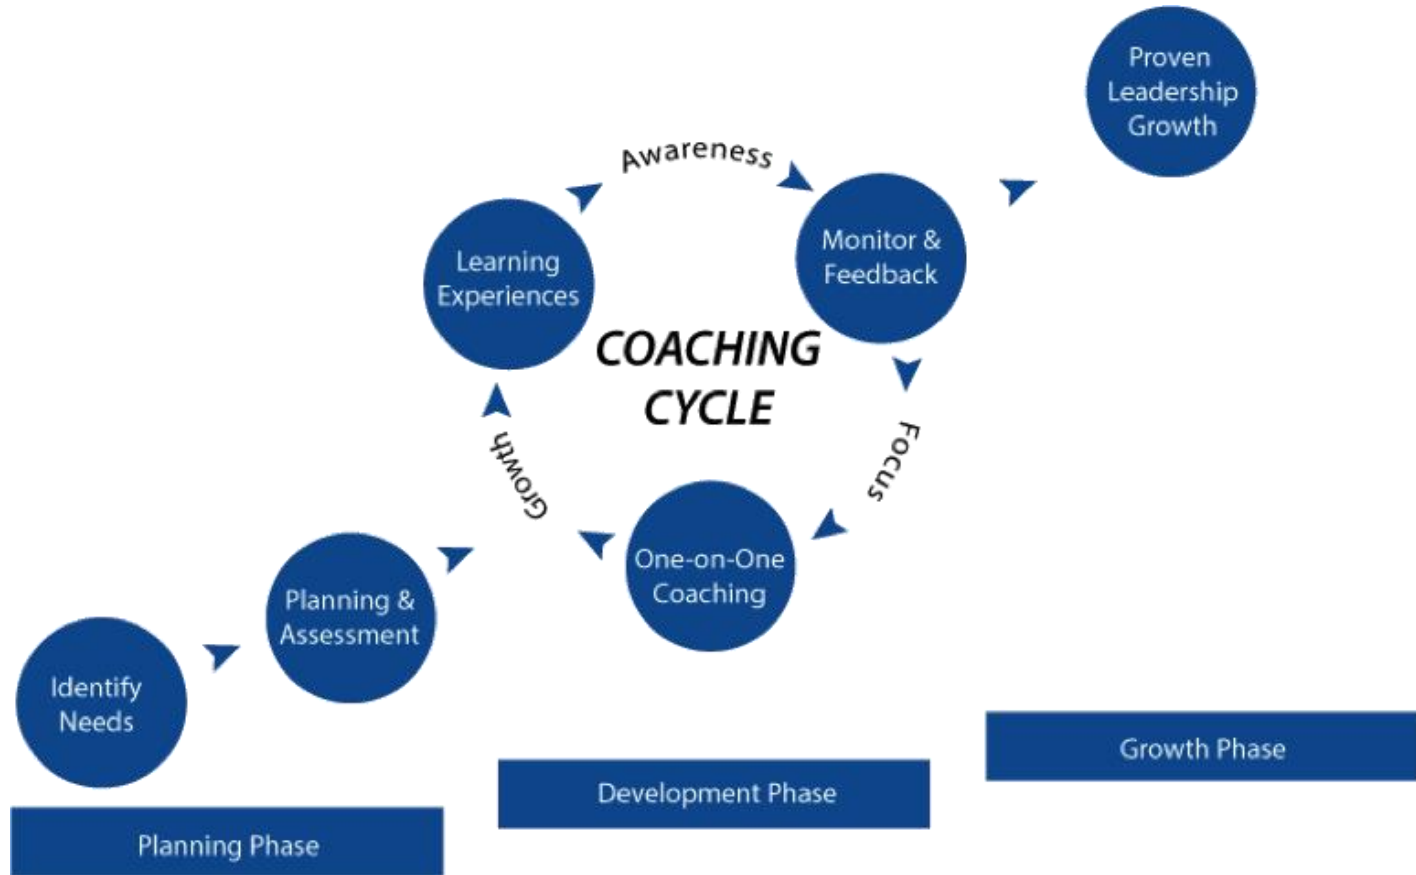 Proven
Leadership
Growth
Awareness
Monitor &
Feedback
Learning
Experiences
COACHING
CYCLE
Focus
Growth
One-on-One
Coaching
Planning &
Assessment
Identify
Needs
Growth Phase
Development Phase
Planning Phase